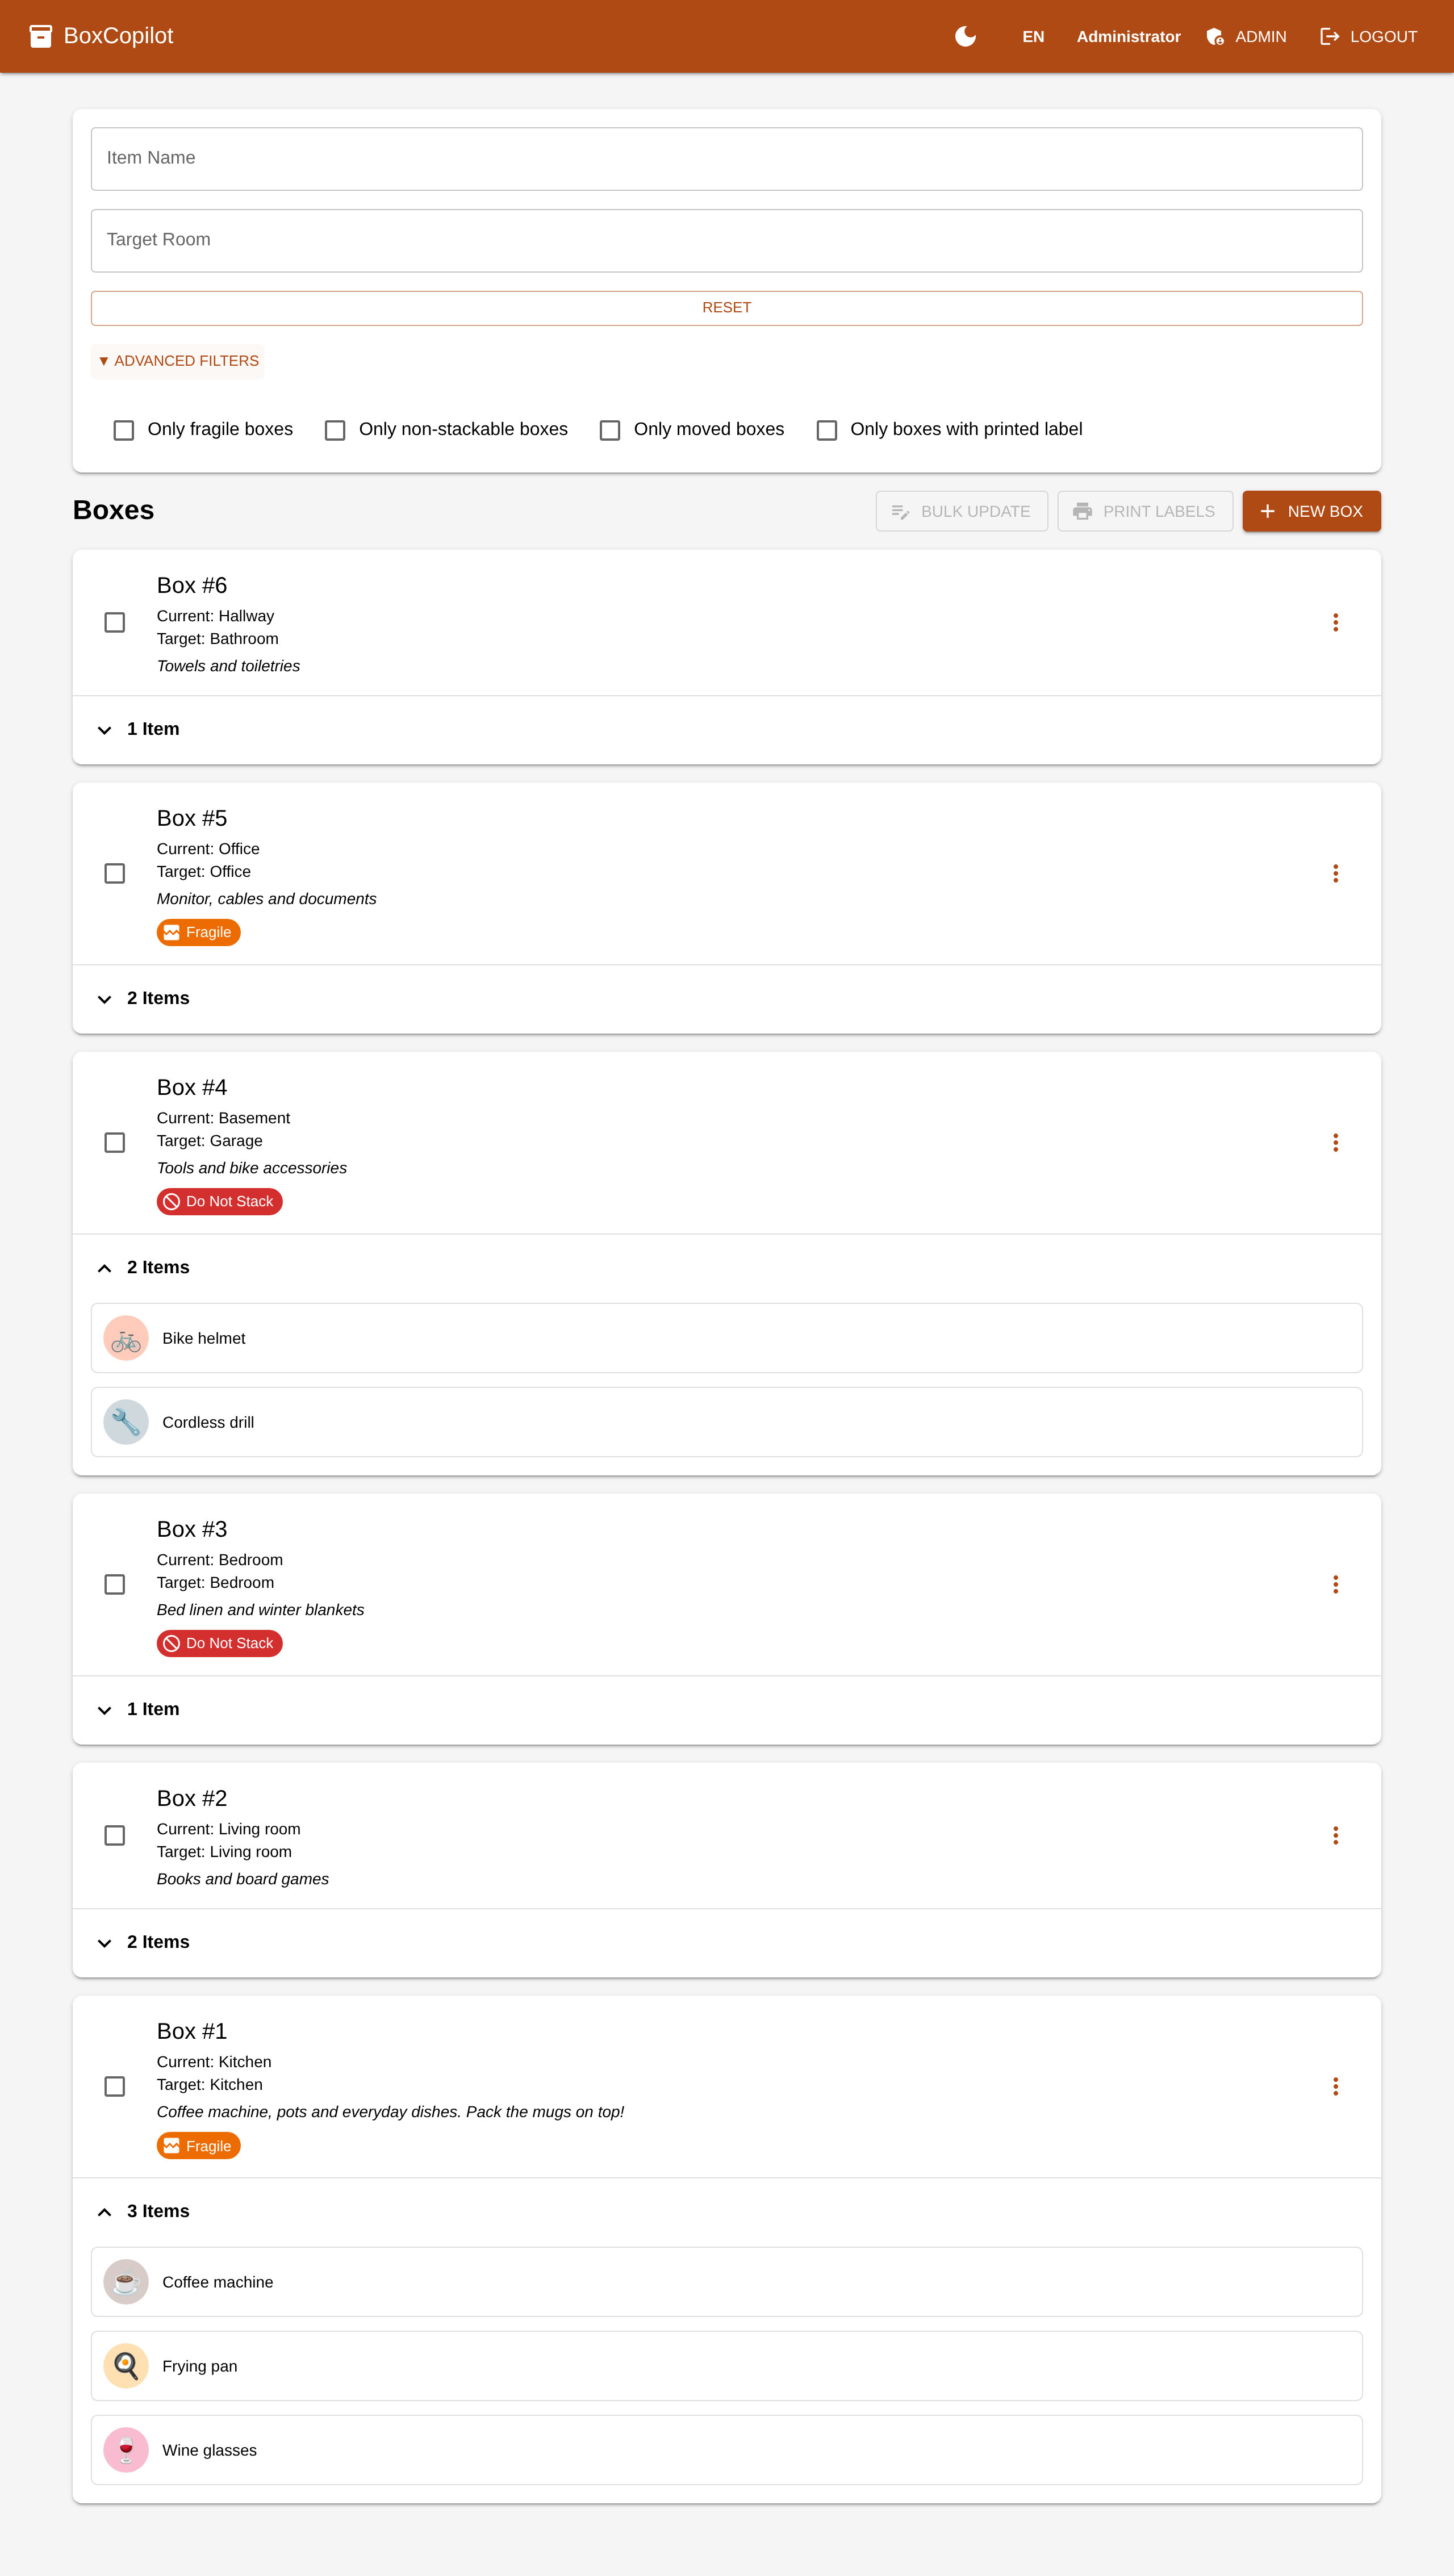 BoxCopilot
EN
Administrator
ADMIN
LOGOUT
Item Name
Target Room
RESET
▼ ADVANCED FILTERS
Only fragile boxes
Only non-stackable boxes
Only moved boxes
Only boxes with printed label
Boxes
BULK UPDATE
PRINT LABELS
NEW BOX
Box #6
Current: Hallway
Target: Bathroom
Towels and toiletries
1 Item
Box #5
Current: Office
Target: Office
Monitor, cables and documents
Fragile
2 Items
Box #4
Current: Basement
Target: Garage
Tools and bike accessories
Do Not Stack
2 Items
Bike helmet
Cordless drill
Box #3
Current: Bedroom
Target: Bedroom
Bed linen and winter blankets
Do Not Stack
1 Item
Box #2
Current: Living room
Target: Living room
Books and board games
2 Items
Box #1
Current: Kitchen
Target: Kitchen
Coffee machine, pots and everyday dishes. Pack the mugs on top!
Fragile
3 Items
Coffee machine
Frying pan
Wine glasses